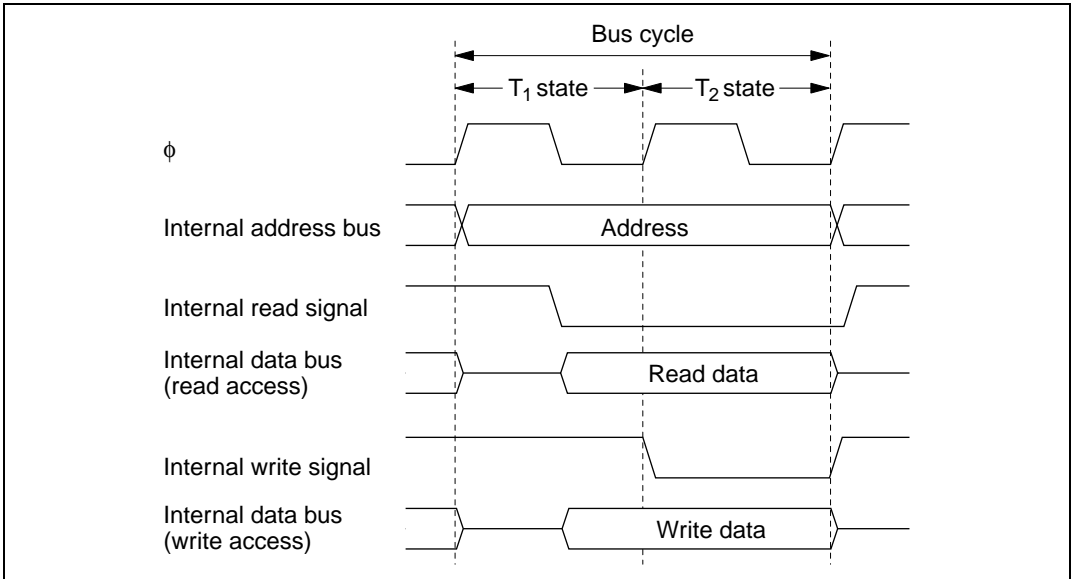 Bus cycle
T₁ state
T₂ state
ϕ
Internal address bus
Address
Internal read signal
Internal data bus
(read access)
Read data
Internal write signal
Internal data bus
(write access)
Write data